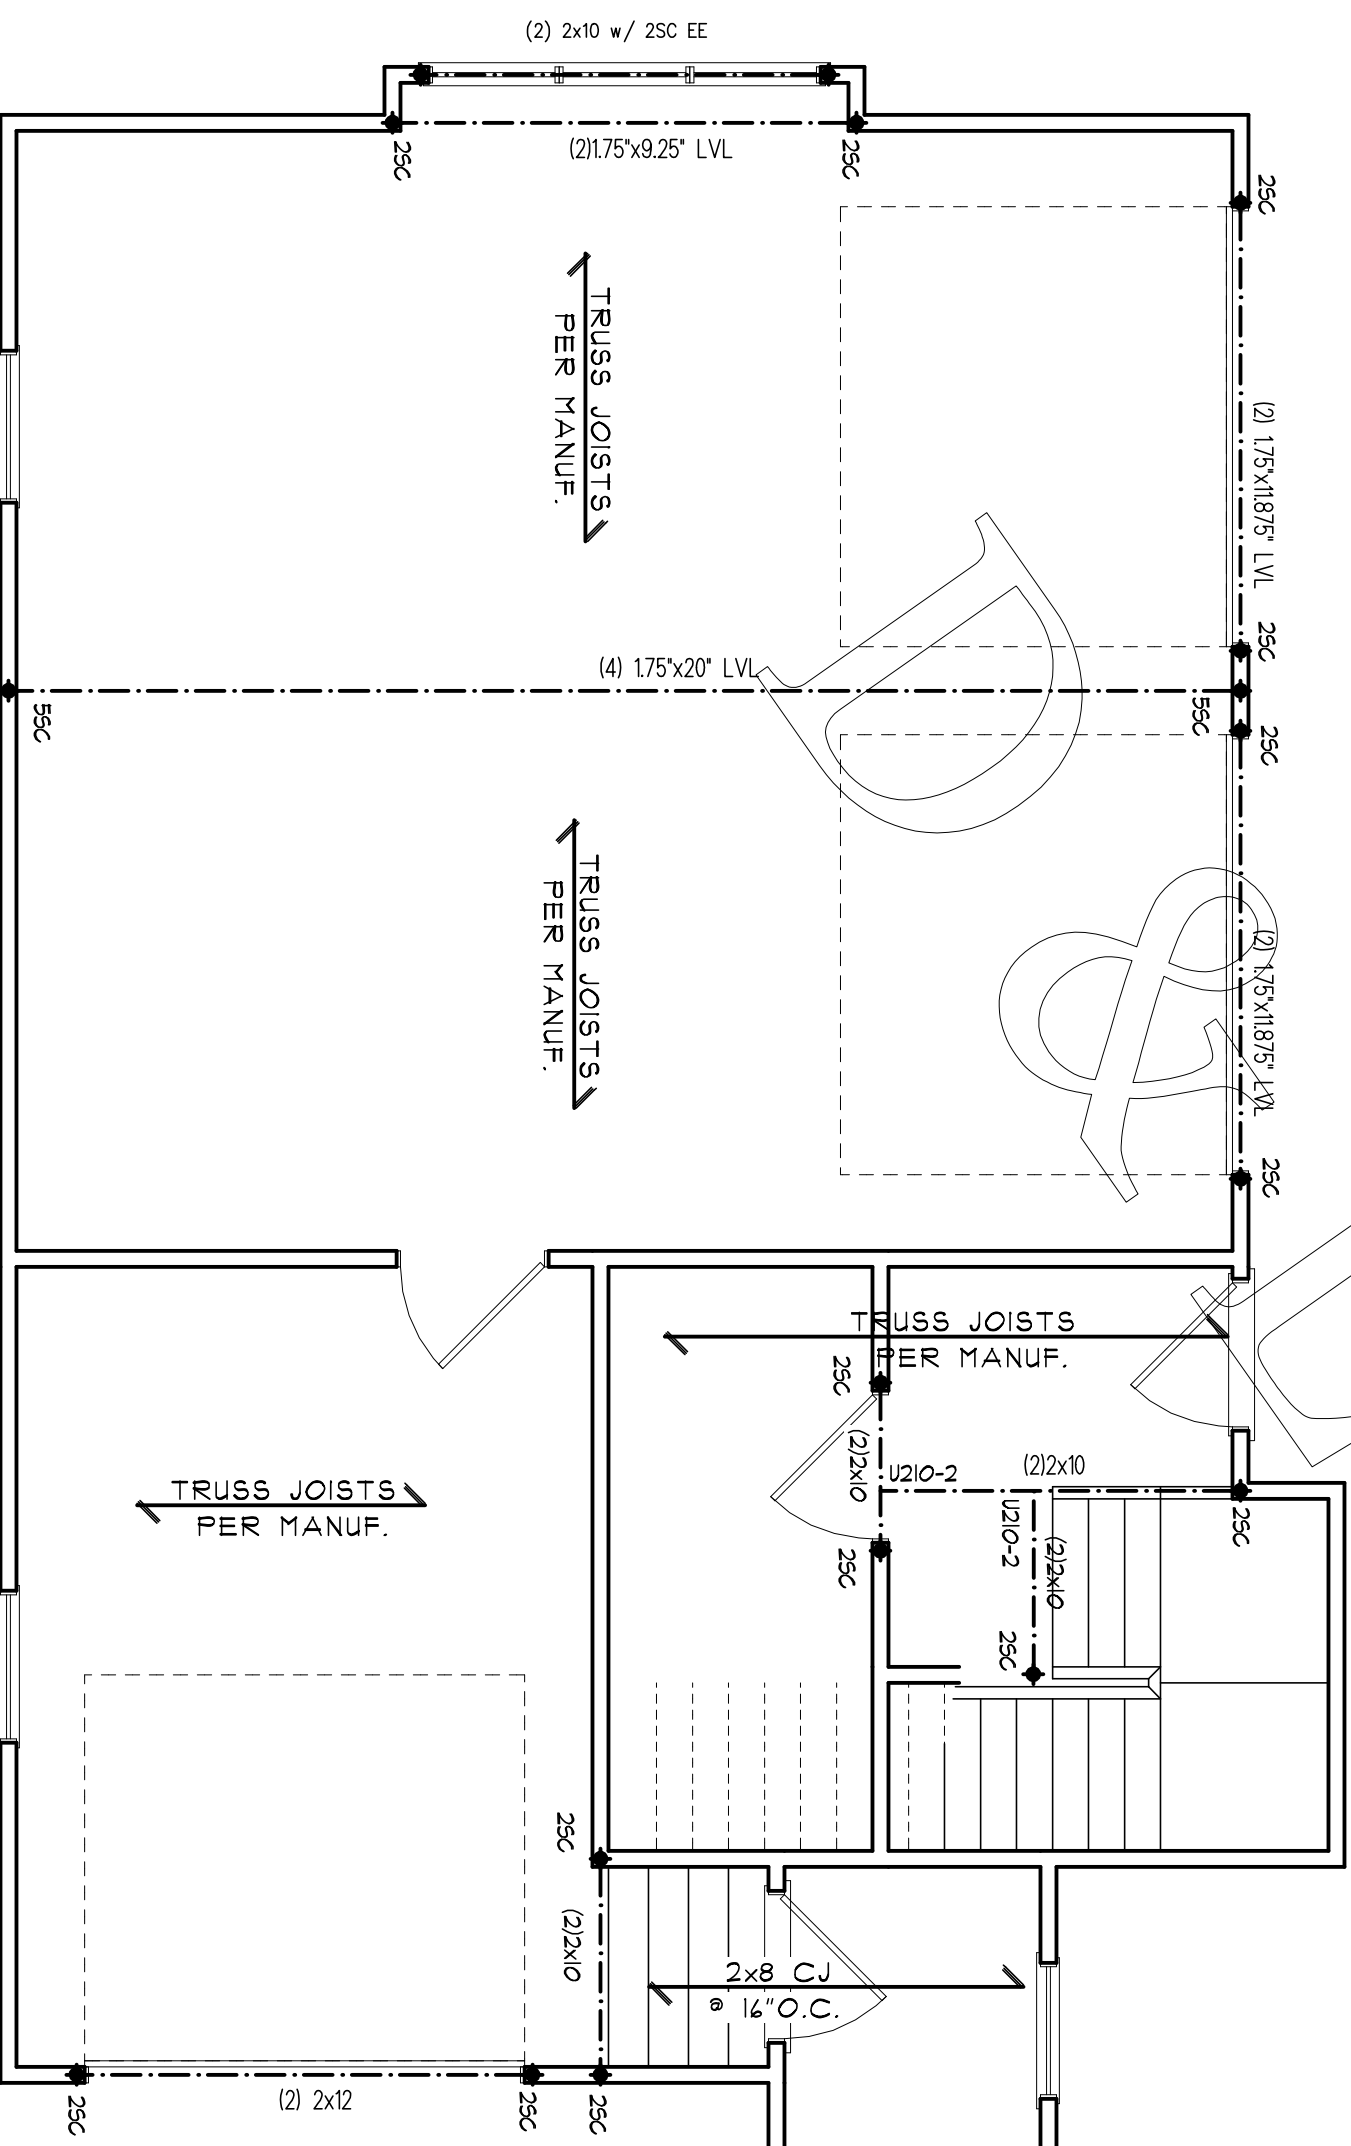 (2) 2x10 w/ 2SC EE
(2)1.75"x9.25" LVL
2SC
2SC
2SC
TRUSS JOISTS
PER MANUF.
(2) 1.75"x11.875" LVL
2SC
(4) 1.75"x20" LVL
5SC
5SC
2SC
D
&
TRUSS JOISTS
PER MANUF.
(2) 1.75"x11.875" LVL
2SC
TRUSS JOISTS
PER MANUF.
2SC
(2)2x10
U210-2
(2)2x10
2SC
U210-2
(2)2x10
2SC
2SC
TRUSS JOISTS
PER MANUF.
2SC
(2)2x10
2x8 CJ
@ 16"O.C.
(2) 2x12
2SC
2SC
2SC